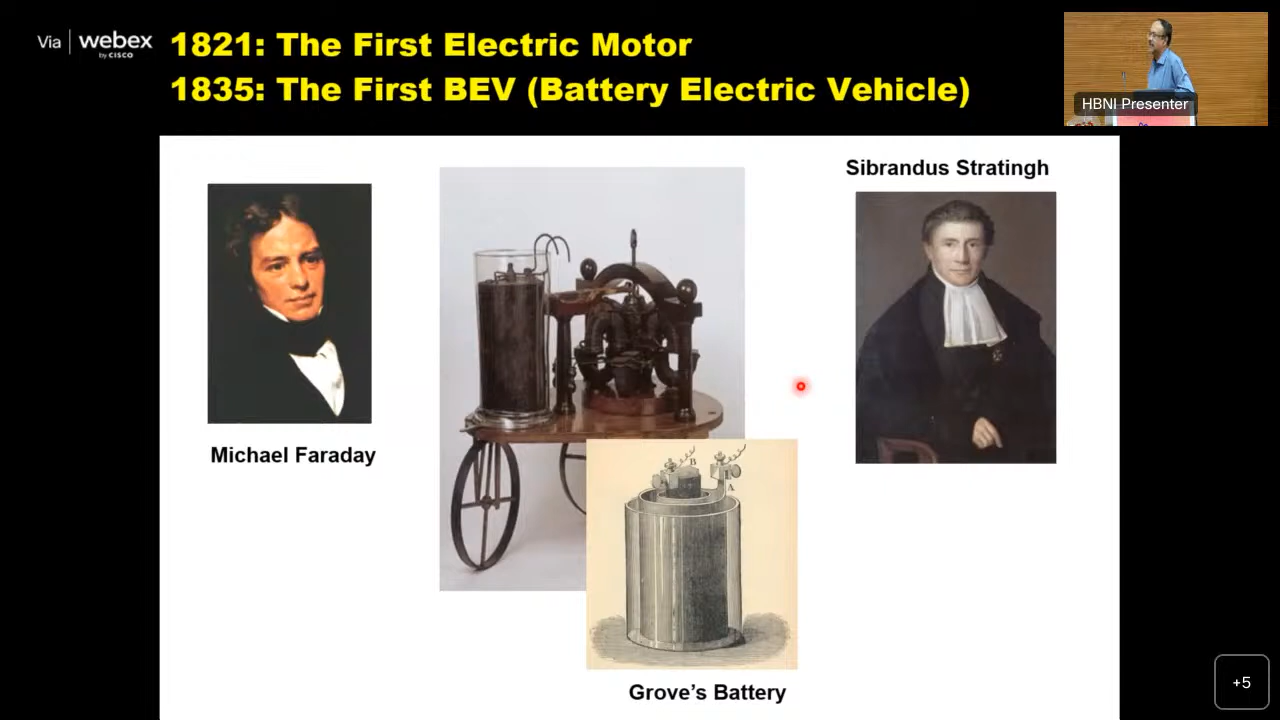 Via webex
by CISCO
1821: The First Electric Motor
1835: The First BEV (Battery Electric Vehicle)
HBNI Presenter
Sibrandus Stratingh
Michael Faraday
B
A
Grove’s Battery
+5